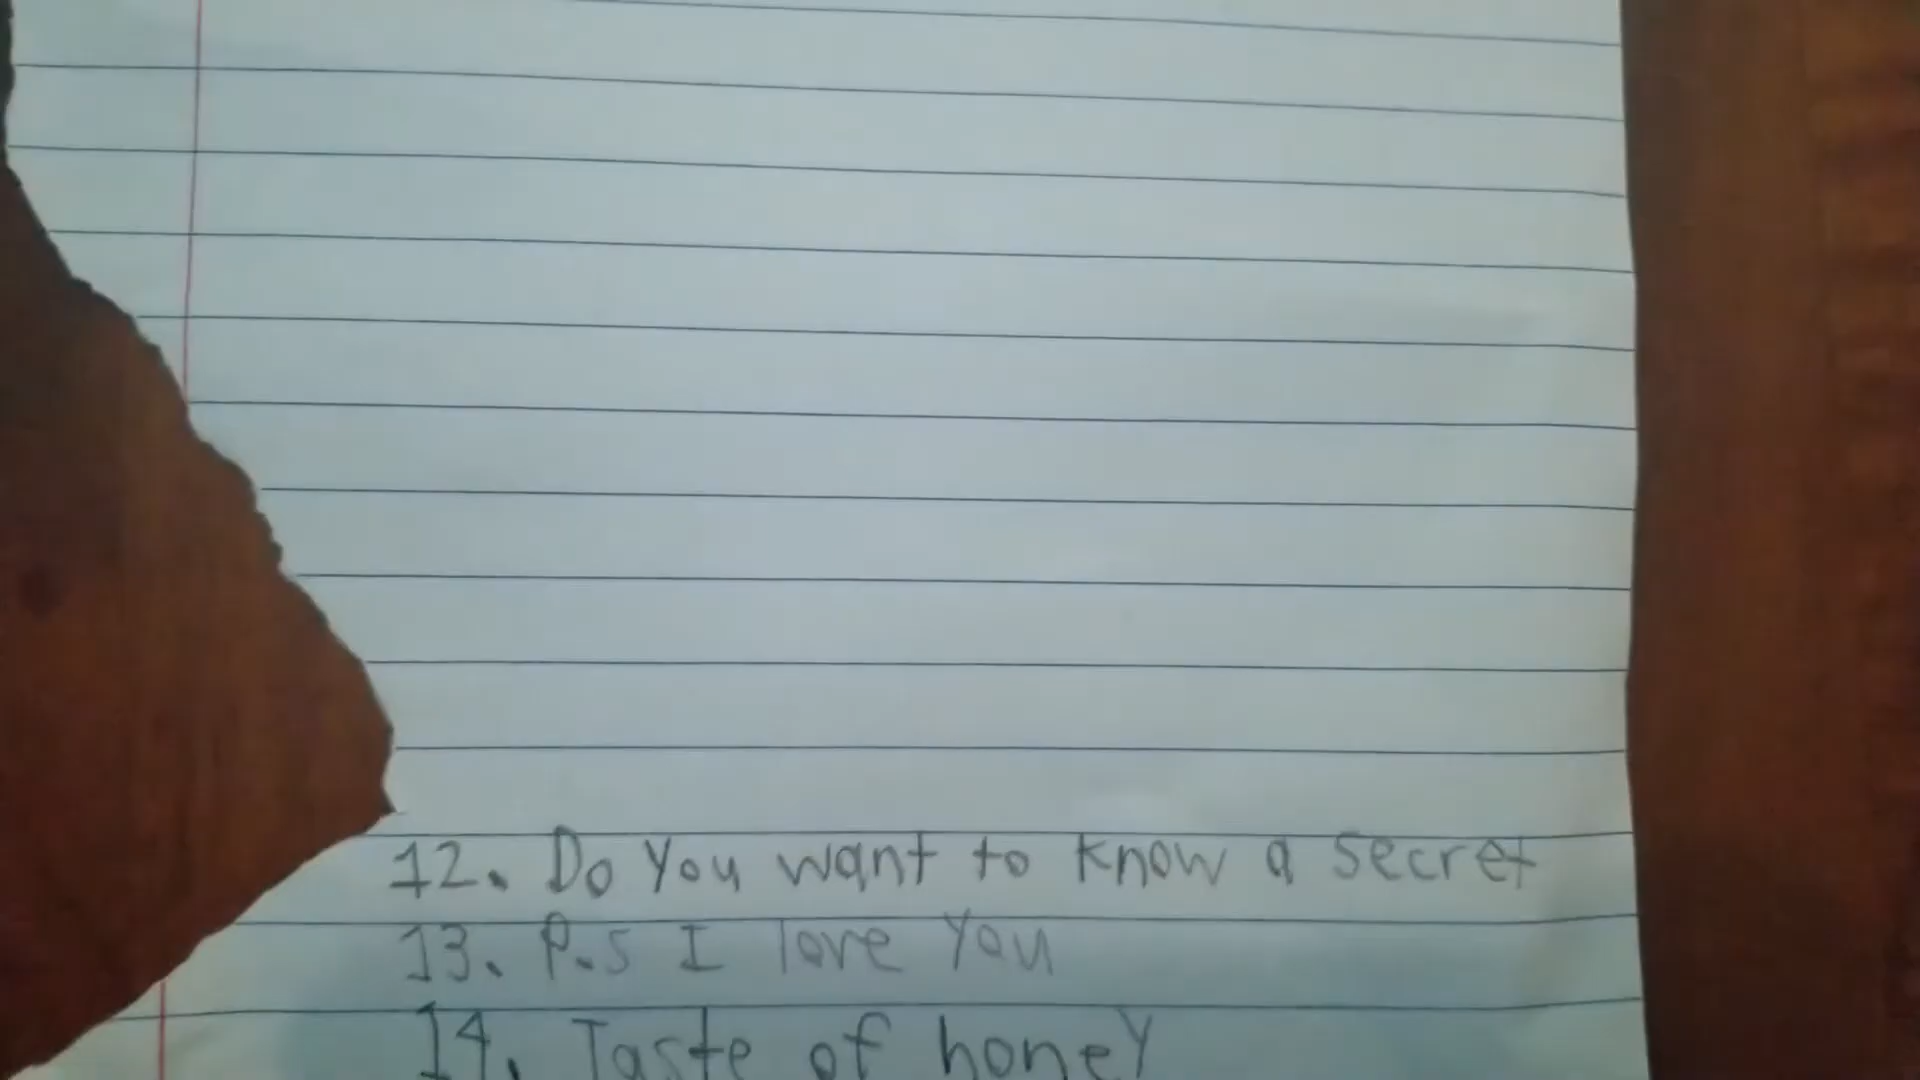 12. Do You want to know a secret
13. P.S I love You
14. Taste of honey